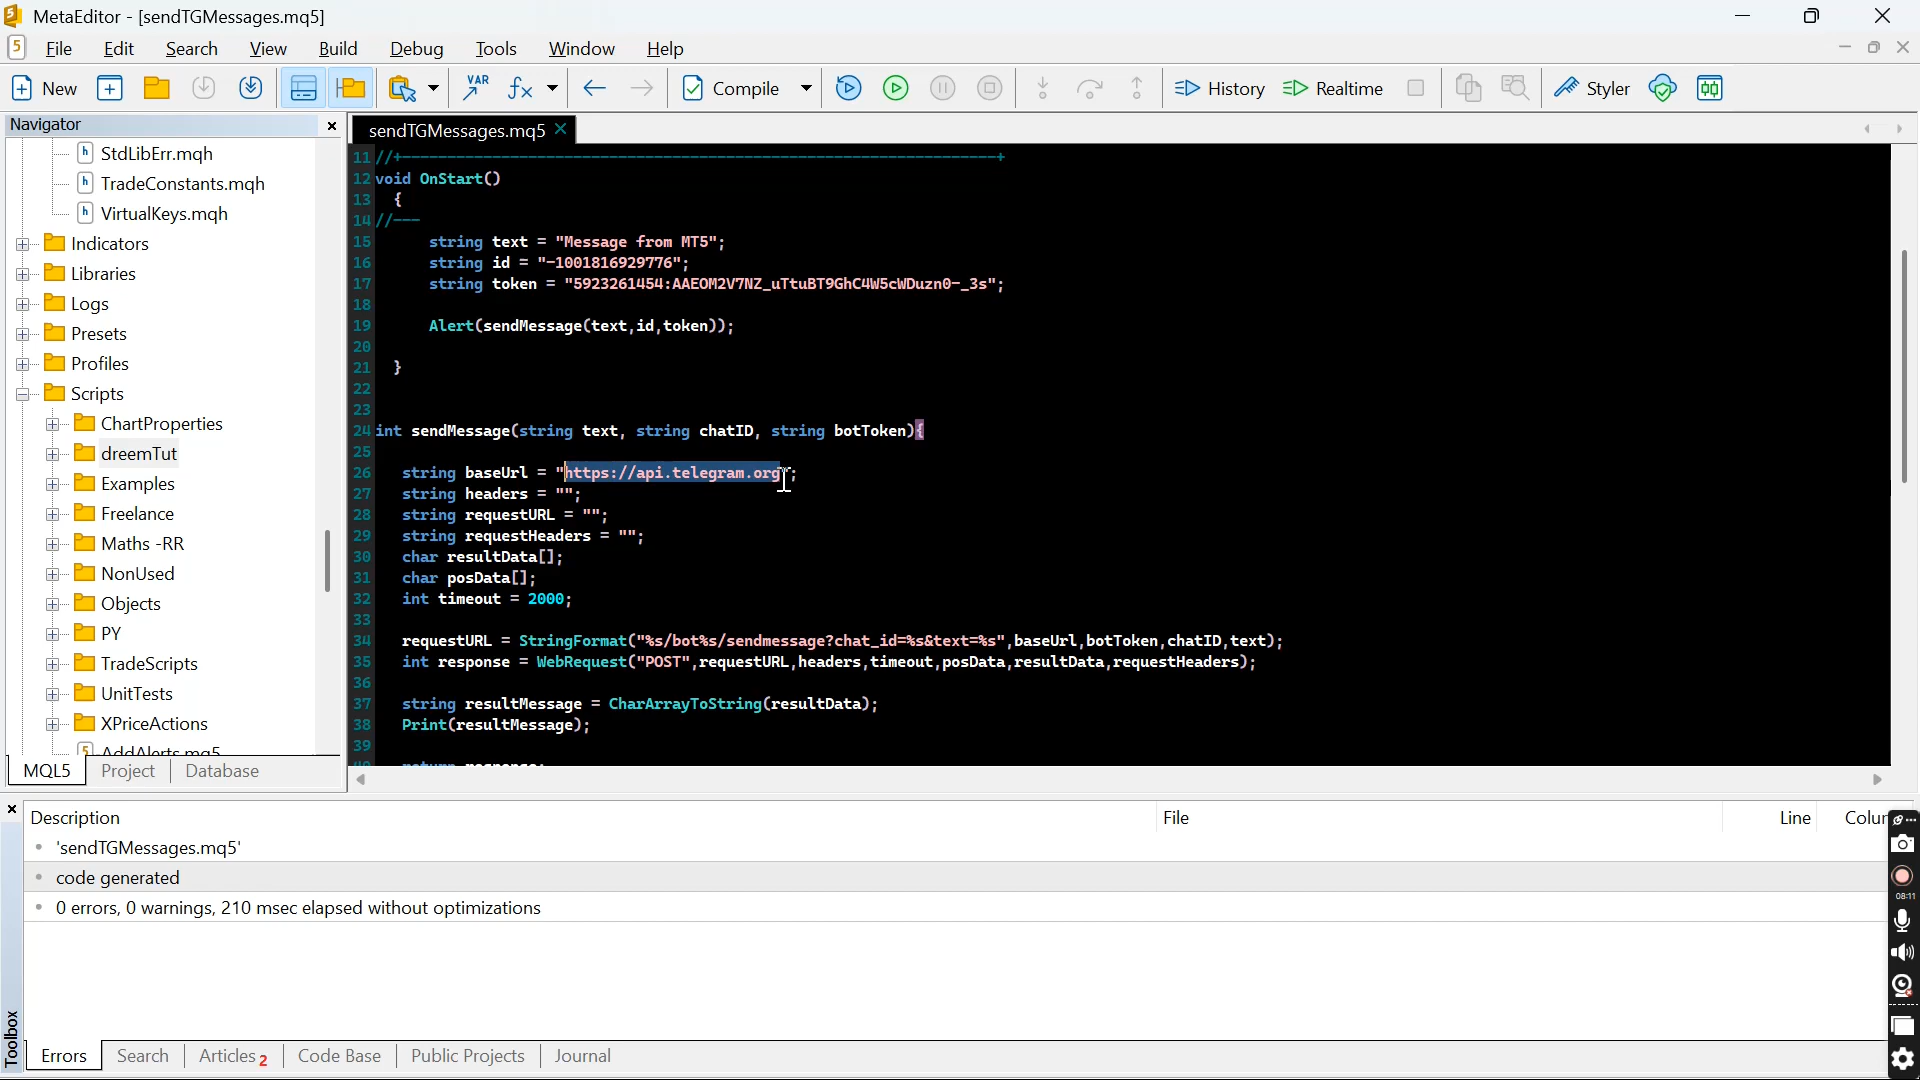 MetaEditor - [sendTGMessages.mq5]
File Edit Search View Build Debug Tools Window Help
New VAR Compile History Realtime Styler
Navigator
StdLibErr.mqh
TradeConstants.mqh
VirtualKeys.mqh
Indicators
Libraries
Logs
Presets
Profiles
Scripts
ChartProperties
dreemTut
Examples
Freelance
Maths -RR
NonUsed
Objects
PY
TradeScripts
UnitTests
XPriceActions
AddAlerts.mq5
MQL5 Project Database
sendTGMessages.mq5
11 //+------------------------------------------------------------------+
12 void OnStart()
13 {
14 //---
15 string text = "Message from MT5";
16 string id = "-1001816929776";
17 string token = "5923261454:AAEOM2V7NZ_uTtuBT9GhC4W5cWDuzn0-_3s";
18
19 Alert(sendMessage(text,id,token));
20
21 }
22
23
24 int sendMessage(string text, string chatID, string botToken){
25
26 string baseUrl = "https://api.telegram.org";
27 string headers = "";
28 string requestURL = "";
29 string requestHeaders = "";
30 char resultData[];
31 char posData[];
32 int timeout = 2000;
33
34 requestURL = StringFormat("%s/bot%s/sendmessage?chat_id=%s&text=%s",baseUrl,botToken,chatID,text);
35 int response = WebRequest("POST",requestURL,headers,timeout,posData,resultData,requestHeaders);
36
37 string resultMessage = CharArrayToString(resultData);
38 Print(resultMessage);
39
40 return response;
Description File Line Colum
'sendTGMessages.mq5'
code generated
0 errors, 0 warnings, 210 msec elapsed without optimizations
08:11
Toolbox
Errors Search Articles 2 Code Base Public Projects Journal